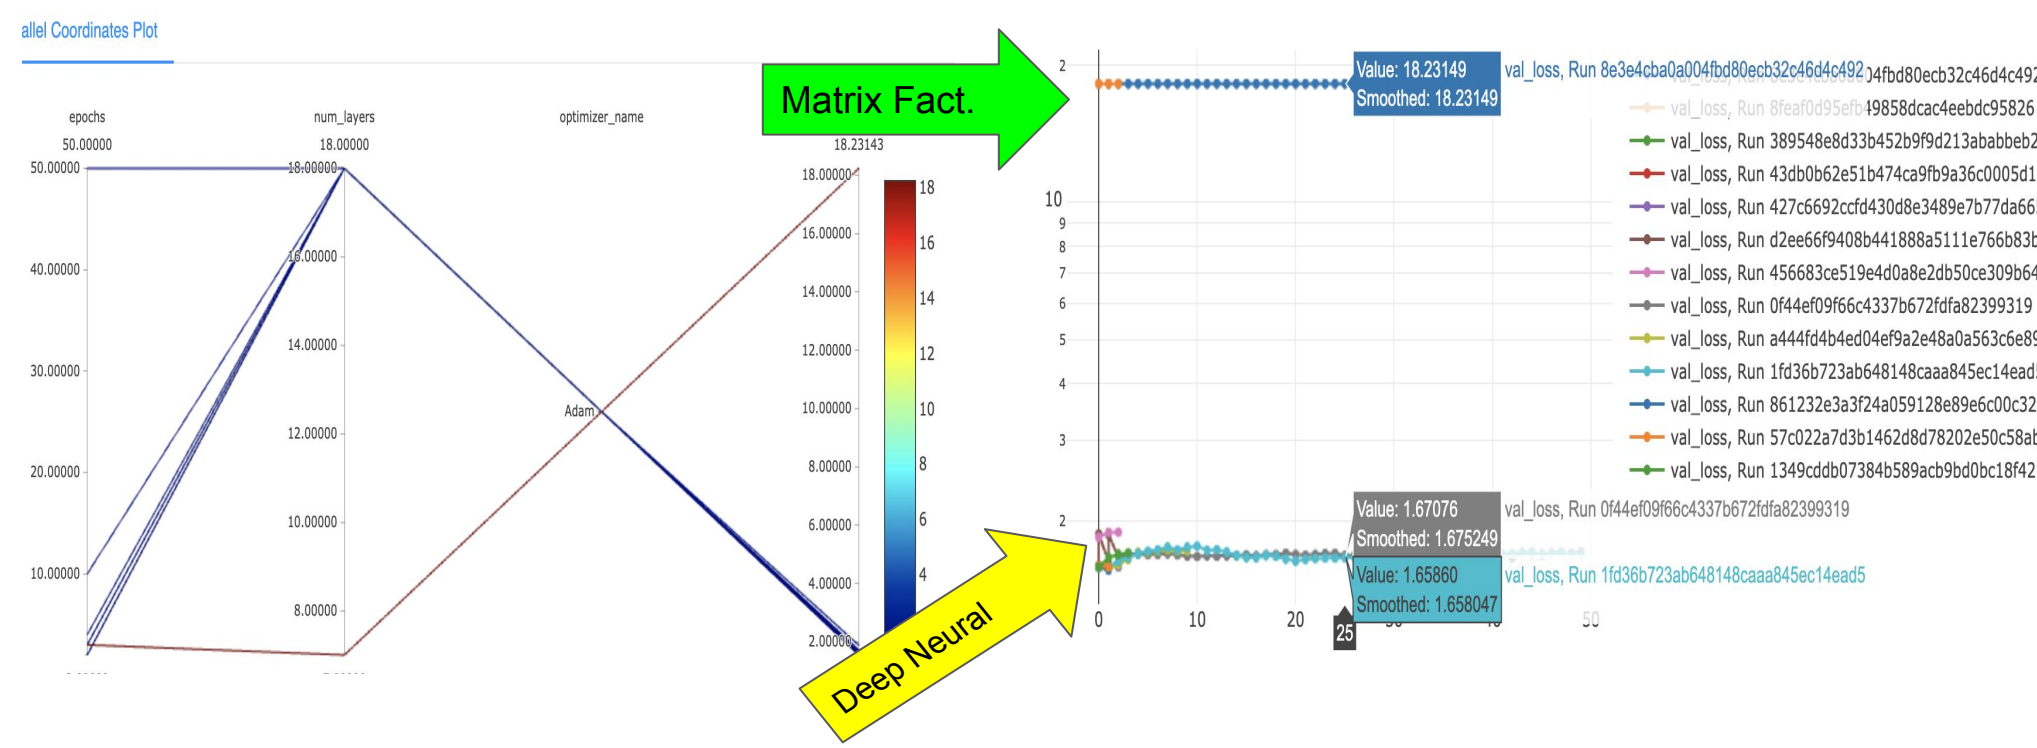 allel Coordinates Plot
epochs
num_layers
optimizer_name
50.00000
18.00000
18.23143
50.00000
40.00000
30.00000
20.00000
10.00000
18.00000
16.00000
14.00000
12.00000
10.00000
8.00000
Adam
18.00000
16.00000
14.00000
12.00000
10.00000
8.00000
6.00000
4.00000
2.00000
18
16
14
12
10
8
6
4
Matrix Fact.
Deep Neural
2
10
9
8
7
6
5
4
3
2
0
10
20
50
25
Value: 18.23149
Smoothed: 18.23149
val_loss, Run 8e3e4cba0a004fbd80ecb32c46d4c492
04fbd80ecb32c46d4c492
val_loss, Run 8feaf0d95efb49858dcac4eebdc95826
val_loss, Run 389548e8d33b452b9f9d213ababbeb2
val_loss, Run 43db0b62e51b474ca9fb9a36c0005d1
val_loss, Run 427c6692ccfd430d8e3489e7b77da66
val_loss, Run d2ee66f9408b441888a5111e766b83b
val_loss, Run 456683ce519e4d0a8e2db50ce309b64
val_loss, Run 0f44ef09f66c4337b672fdfa82399319
val_loss, Run a444fd4b4ed04ef9a2e48a0a563c6e89
val_loss, Run 1fd36b723ab648148caaa845ec14ead5
val_loss, Run 861232e3a3f24a059128e89e6c00c32
val_loss, Run 57c022a7d3b1462d8d78202e50c58ab
val_loss, Run 1349cddb07384b589acb9bd0bc18f42
Value: 1.67076
Smoothed: 1.675249
val_loss, Run 0f44ef09f66c4337b672fdfa82399319
Value: 1.65860
Smoothed: 1.658047
val_loss, Run 1fd36b723ab648148caaa845ec14ead5